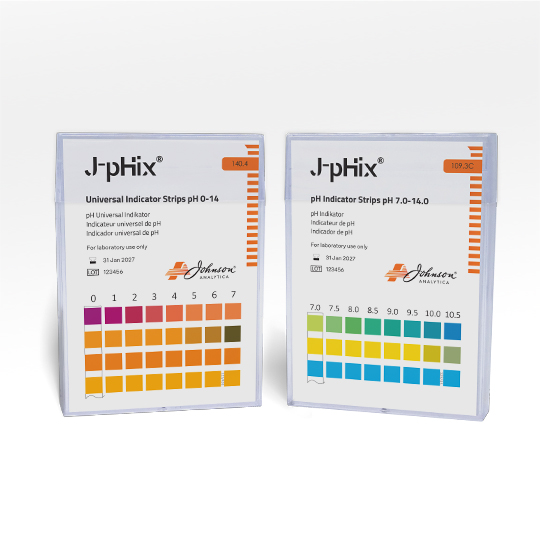 J-pHix®
140.4
Universal Indicator Strips pH 0-14
pH Universal Indikator
Indicateur universel de pH
Indicador universal de pH
For laboratory use only
31 Jan 2027
LOT 123456
Johnson
ANALYTICA
0 1 2 3 4 5 6 7
J-pHix®
109.3C
pH Indicator Strips pH 7.0-14.0
pH Indikator
Indicateur de pH
Indicador de pH
For laboratory use only
31 Jan 2027
LOT 123456
Johnson
ANALYTICA
7.0 7.5 8.0 8.5 9.0 9.5 10.0 10.5